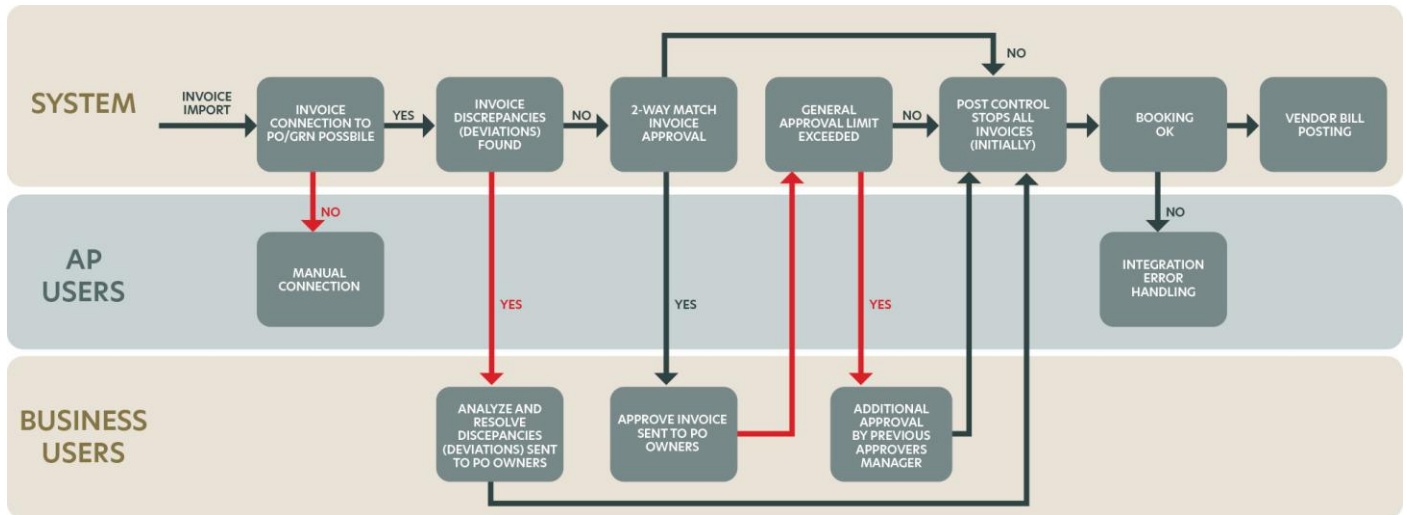 SYSTEM
INVOICE
IMPORT
INVOICE
CONNECTION TO
PO/GRN POSSBILE
YES
INVOICE
DISCREPANCIES
(DEVIATIONS)
FOUND
NO
2-WAY MATCH
INVOICE
APPROVAL
GENERAL
APPROVAL LIMIT
EXCEEDED
NO
NO
POST CONTROL
STOPS ALL
INVOICES
(INITIALLY)
BOOKING
OK
VENDOR BILL
POSTING
AP
USERS
NO
MANUAL
CONNECTION
YES
YES
YES
NO
INTEGRATION
ERROR
HANDLING
BUSINESS
USERS
ANALYZE AND
RESOLVE
DISCEPANCIES
(DEVIATIONS) SENT
TO PO OWNERS
APPROVE INVOICE
SENT TO PO
OWNERS
ADDITIONAL
APPROVAL
BY PREVIOUS
APPROVERS
MANAGER